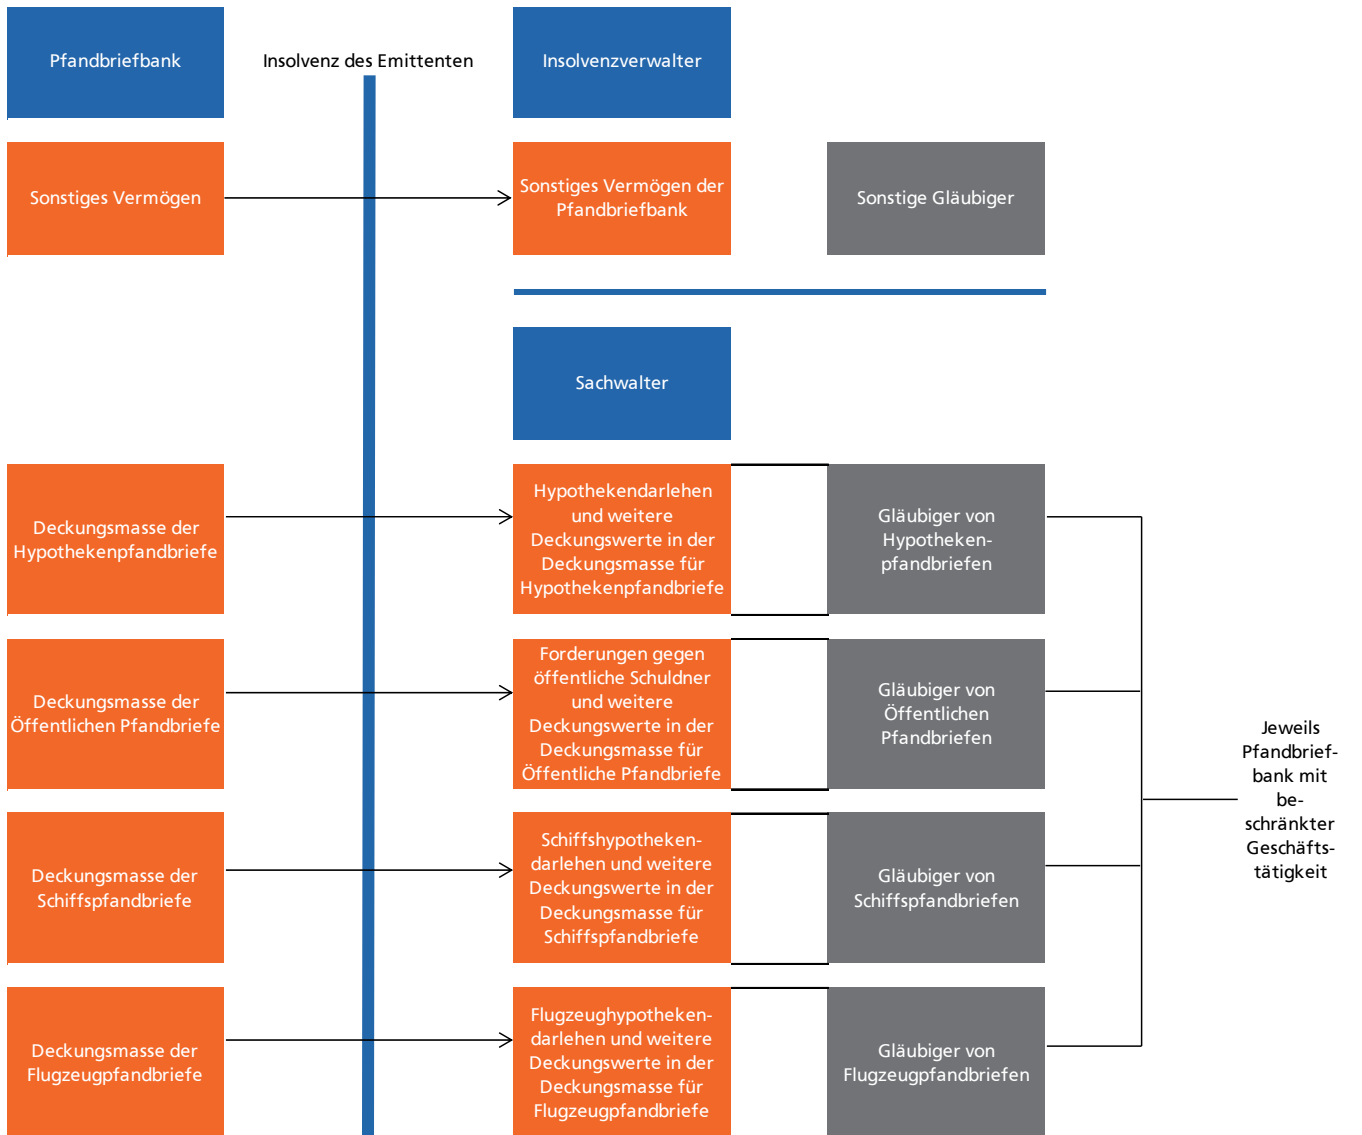 Pfandbriefbank
Insolvenz des Emittenten
Insolvenzverwalter
Sonstiges Vermögen
Sonstiges Vermögen der
Pfandbriefbank
Sonstige Gläubiger
Sachwalter
Deckungsmasse der
Hypothekenpfandbriefe
Hypothekendarlehen
und weitere
Deckungswerte in der
Deckungsmasse für
Hypothekenpfandbriefe
Gläubiger von
Hypotheken-
pfandbriefen
Deckungsmasse der
Öffentlichen Pfandbriefe
Forderungen gegen
öffentliche Schuldner
und weitere
Deckungswerte in der
Deckungsmasse für
Öffentliche Pfandbriefe
Gläubiger von
Öffentlichen
Pfandbriefen
Jeweils
Pfandbrief-
bank mit
be-
schränkter
Geschäfts-
tätigkeit
Deckungsmasse der
Schiffspfandbriefe
Schiffshypotheken-
darlehen und weitere
Deckungswerte in der
Deckungsmasse für
Schiffspfandbriefe
Gläubiger von
Schiffspfandbriefen
Deckungsmasse der
Flugzeugpfandbriefe
Flugzeughypotheken-
darlehen und weitere
Deckungswerte in der
Deckungsmasse für
Flugzeugpfandbriefe
Gläubiger von
Flugzeugpfandbriefen